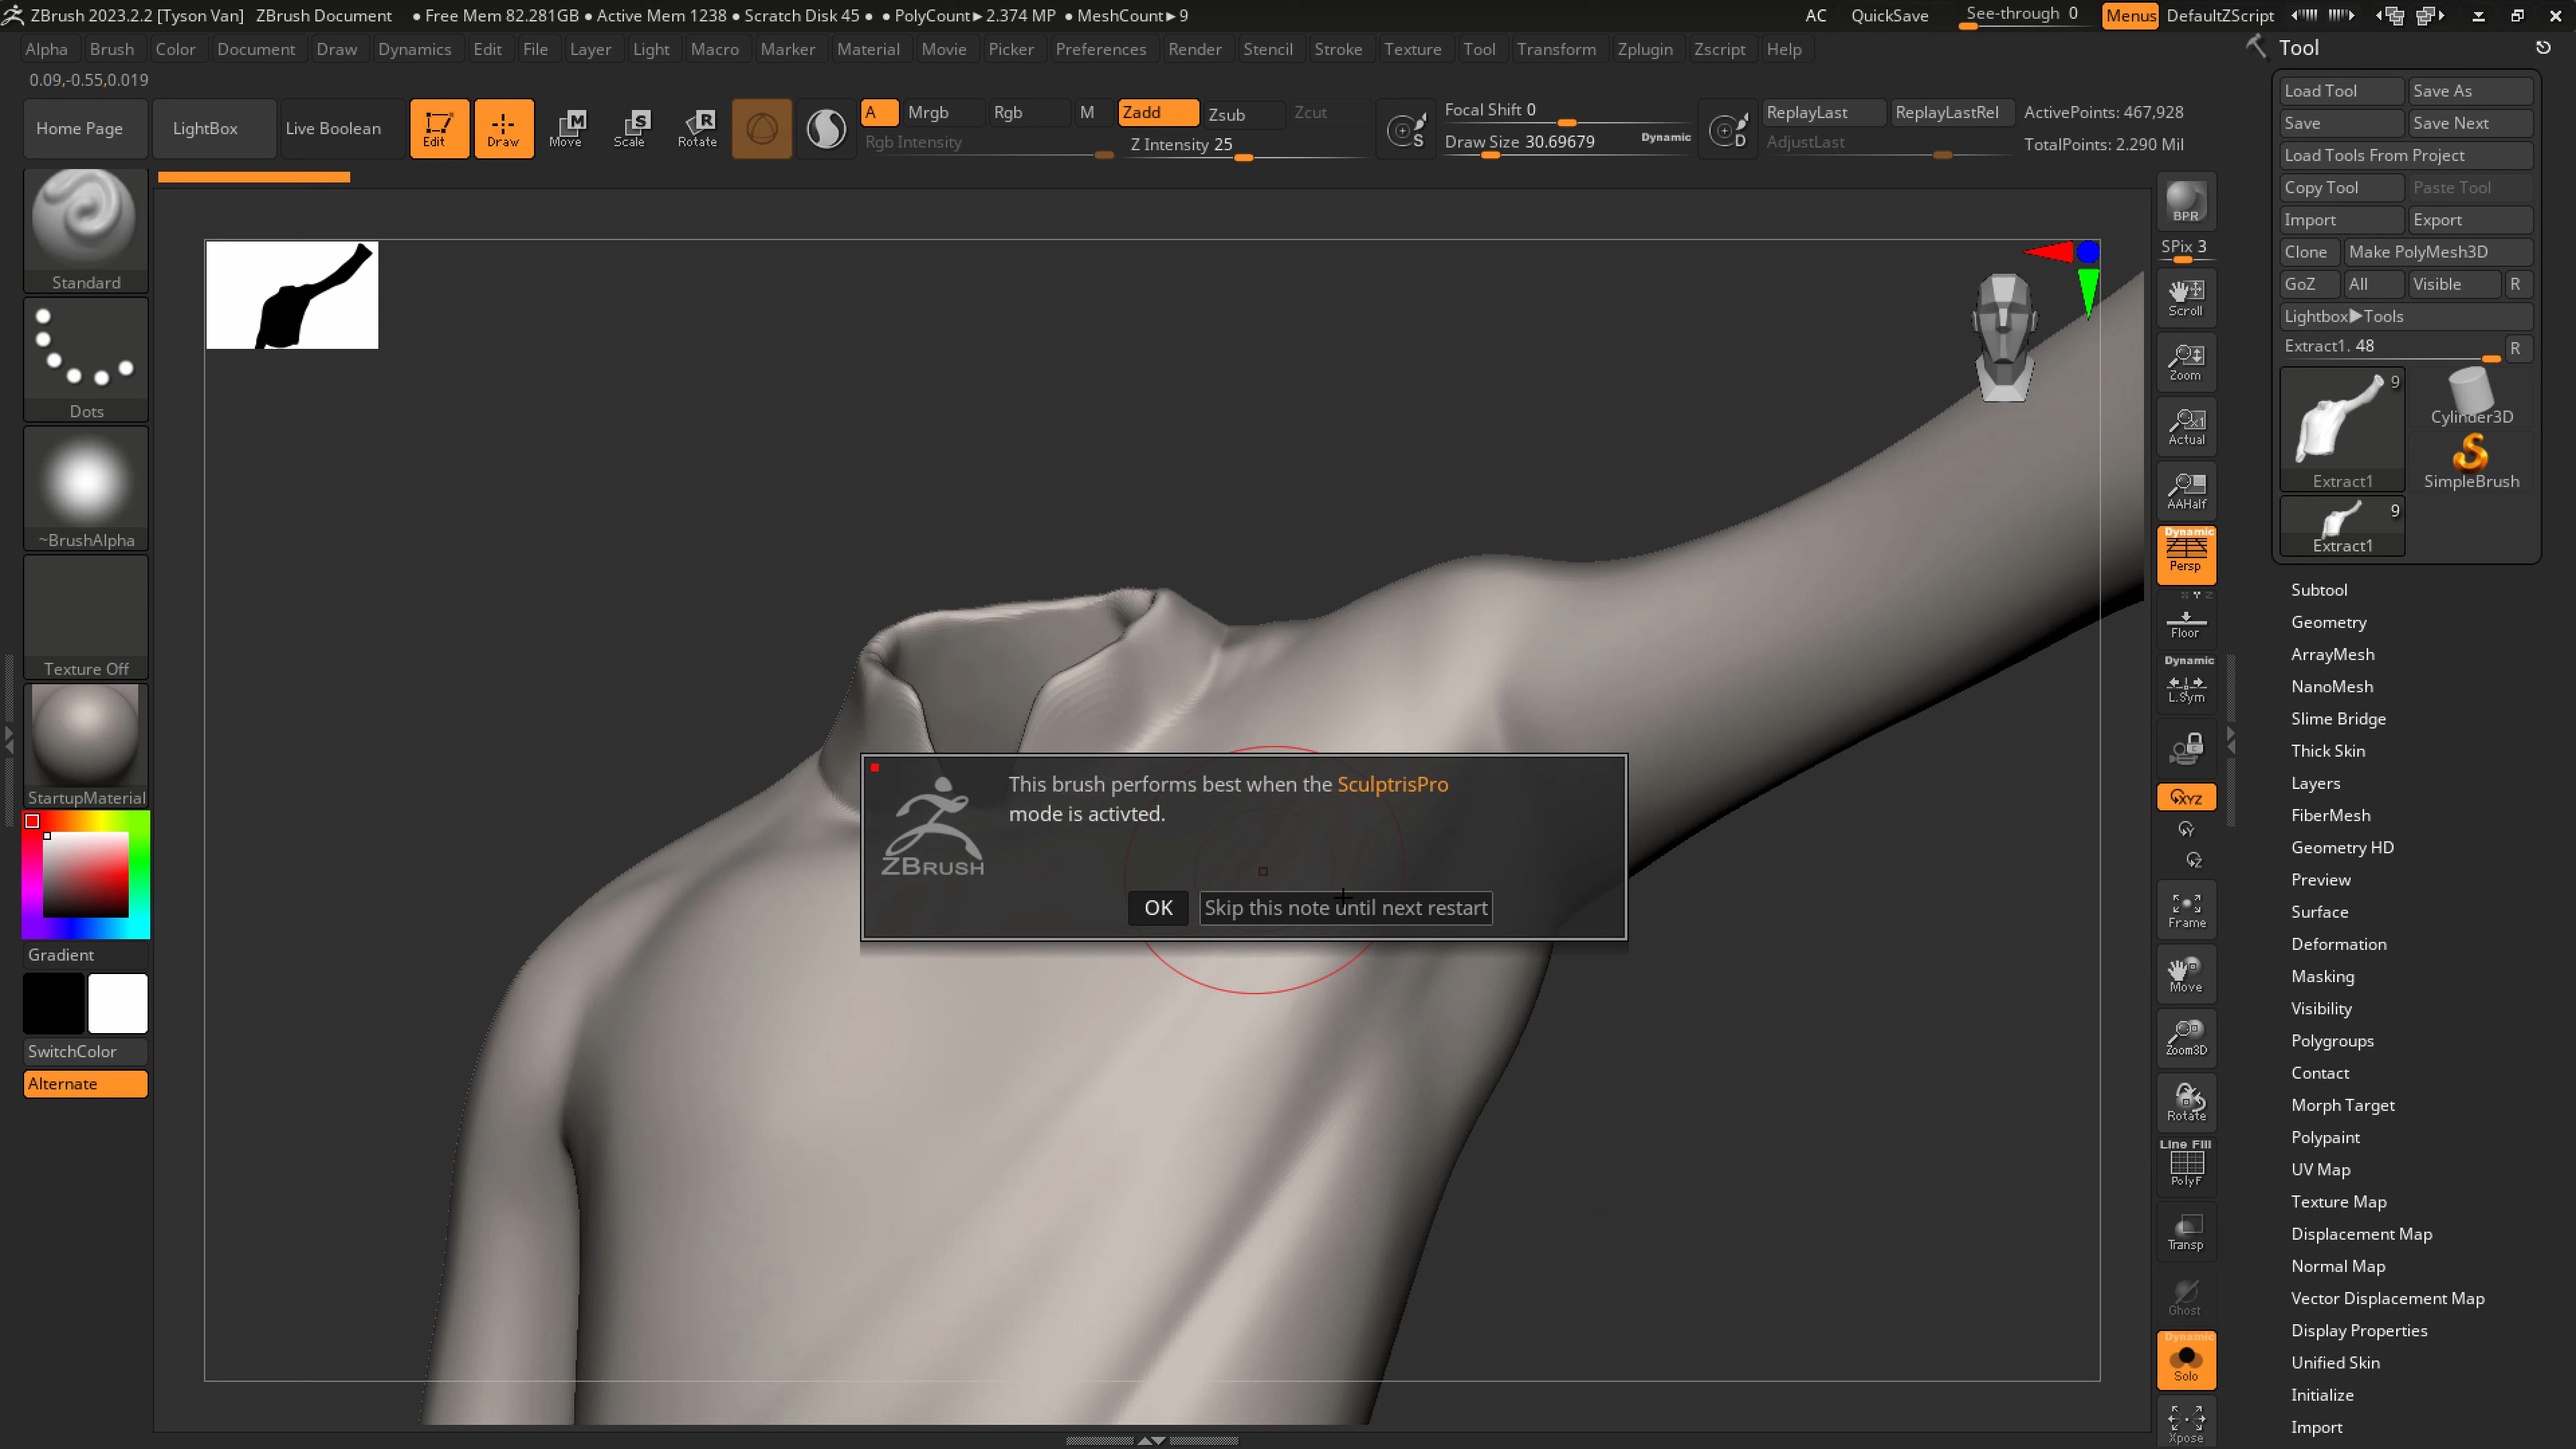 ZBrush 2023.2.2 [Tyson Van] ZBrush Document ● Free Mem 82.281GB ● Active Mem 1238 ● Scratch Disk 45 ● ● PolyCount►2.374 MP ● MeshCount►9 AC QuickSave See-through 0 Menus DefaultZScript
Alpha Brush Color Document Draw Dynamics Edit File Layer Light Macro Marker Material Movie Picker Preferences Render Stencil Stroke Texture Tool Transform Zplugin Zscript Help
Tool
0.09,-0.55,0.019
Home Page
LightBox
Live Boolean
Edit
Draw
Move
M
Scale
S
Rotate
R
A
Mrgb
Rgb
M
Rgb Intensity
Zadd
Zsub
Zcut
Z Intensity 25
S
Focal Shift 0
Draw Size 30.69679
Dynamic
D
ReplayLast
ReplayLastRel
AdjustLast
ActivePoints: 467,928
TotalPoints: 2.290 Mil
Standard
Dots
~BrushAlpha
Texture Off
StartupMaterial
Gradient
SwitchColor
Alternate
This brush performs best when the SculptrisPro
mode is activted.
ZBRUSH
OK
Skip this note until next restart
BPR
SPix 3
Scroll
Zoom
x1
Actual
AAHalf
Dynamic
Persp
X Y Z
Floor
Dynamic
L.Sym
XYZ
Y
Z
Frame
Move
Zoom3D
Rotate
Line Fill
PolyF
Transp
Ghost
Dynamic
Solo
Xpose
Load Tool
Save As
Save
Save Next
Load Tools From Project
Copy Tool
Paste Tool
Import
Export
Clone
Make PolyMesh3D
GoZ
All
Visible
R
Lightbox►Tools
Extract1. 48
R
9
Extract1
Cylinder3D
SimpleBrush
9
Extract1
Subtool
Geometry
ArrayMesh
NanoMesh
Slime Bridge
Thick Skin
Layers
FiberMesh
Geometry HD
Preview
Surface
Deformation
Masking
Visibility
Polygroups
Contact
Morph Target
Polypaint
UV Map
Texture Map
Displacement Map
Normal Map
Vector Displacement Map
Display Properties
Unified Skin
Initialize
Import